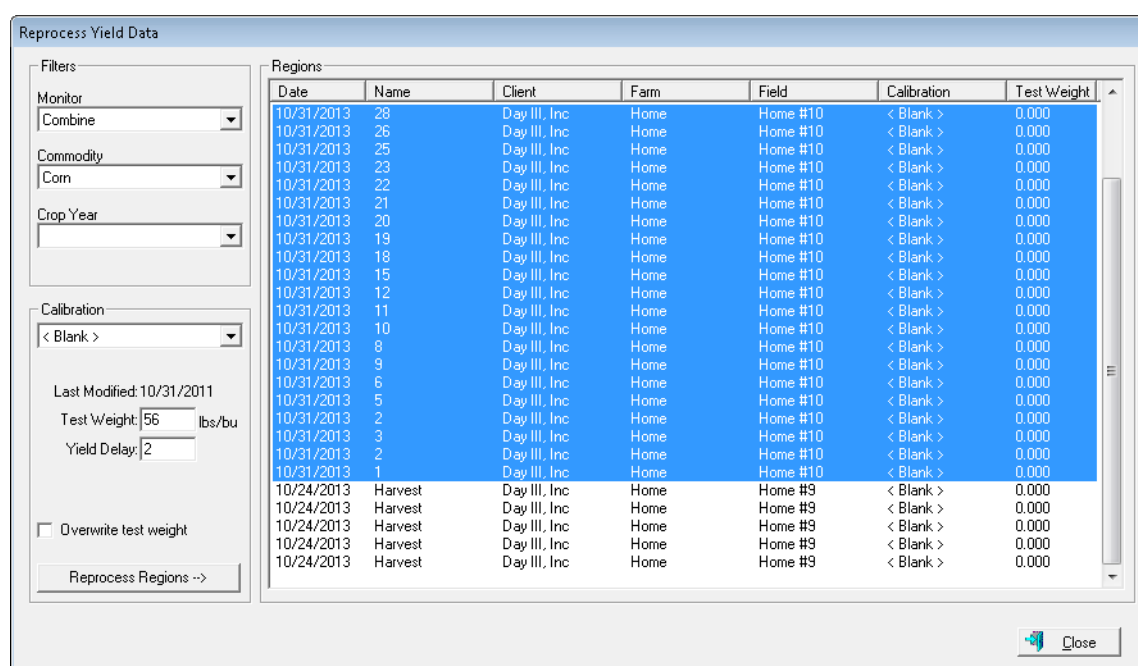 Reprocess Yield Data
Filters
Monitor
Combine
Commodity
Corn
Crop Year
Calibration
< Blank >
Last Modified: 10/31/2011
Test Weight: 56 lbs/bu
Yield Delay: 2
Overwrite test weight
Reprocess Regions -->
Regions
Date Name Client Farm Field Calibration Test Weight
10/31/2013 28 Day III, Inc Home Home #10 < Blank > 0.000
10/31/2013 26 Day III, Inc Home Home #10 < Blank > 0.000
10/31/2013 25 Day III, Inc Home Home #10 < Blank > 0.000
10/31/2013 23 Day III, Inc Home Home #10 < Blank > 0.000
10/31/2013 22 Day III, Inc Home Home #10 < Blank > 0.000
10/31/2013 21 Day III, Inc Home Home #10 < Blank > 0.000
10/31/2013 20 Day III, Inc Home Home #10 < Blank > 0.000
10/31/2013 19 Day III, Inc Home Home #10 < Blank > 0.000
10/31/2013 18 Day III, Inc Home Home #10 < Blank > 0.000
10/31/2013 15 Day III, Inc Home Home #10 < Blank > 0.000
10/31/2013 12 Day III, Inc Home Home #10 < Blank > 0.000
10/31/2013 11 Day III, Inc Home Home #10 < Blank > 0.000
10/31/2013 10 Day III, Inc Home Home #10 < Blank > 0.000
10/31/2013 8 Day III, Inc Home Home #10 < Blank > 0.000
10/31/2013 9 Day III, Inc Home Home #10 < Blank > 0.000
10/31/2013 6 Day III, Inc Home Home #10 < Blank > 0.000
10/31/2013 5 Day III, Inc Home Home #10 < Blank > 0.000
10/31/2013 2 Day III, Inc Home Home #10 < Blank > 0.000
10/31/2013 3 Day III, Inc Home Home #10 < Blank > 0.000
10/31/2013 2 Day III, Inc Home Home #10 < Blank > 0.000
10/31/2013 1 Day III, Inc Home Home #10 < Blank > 0.000
10/24/2013 Harvest Day III, Inc Home Home #9 < Blank > 0.000
10/24/2013 Harvest Day III, Inc Home Home #9 < Blank > 0.000
10/24/2013 Harvest Day III, Inc Home Home #9 < Blank > 0.000
10/24/2013 Harvest Day III, Inc Home Home #9 < Blank > 0.000
10/24/2013 Harvest Day III, Inc Home Home #9 < Blank > 0.000
Close